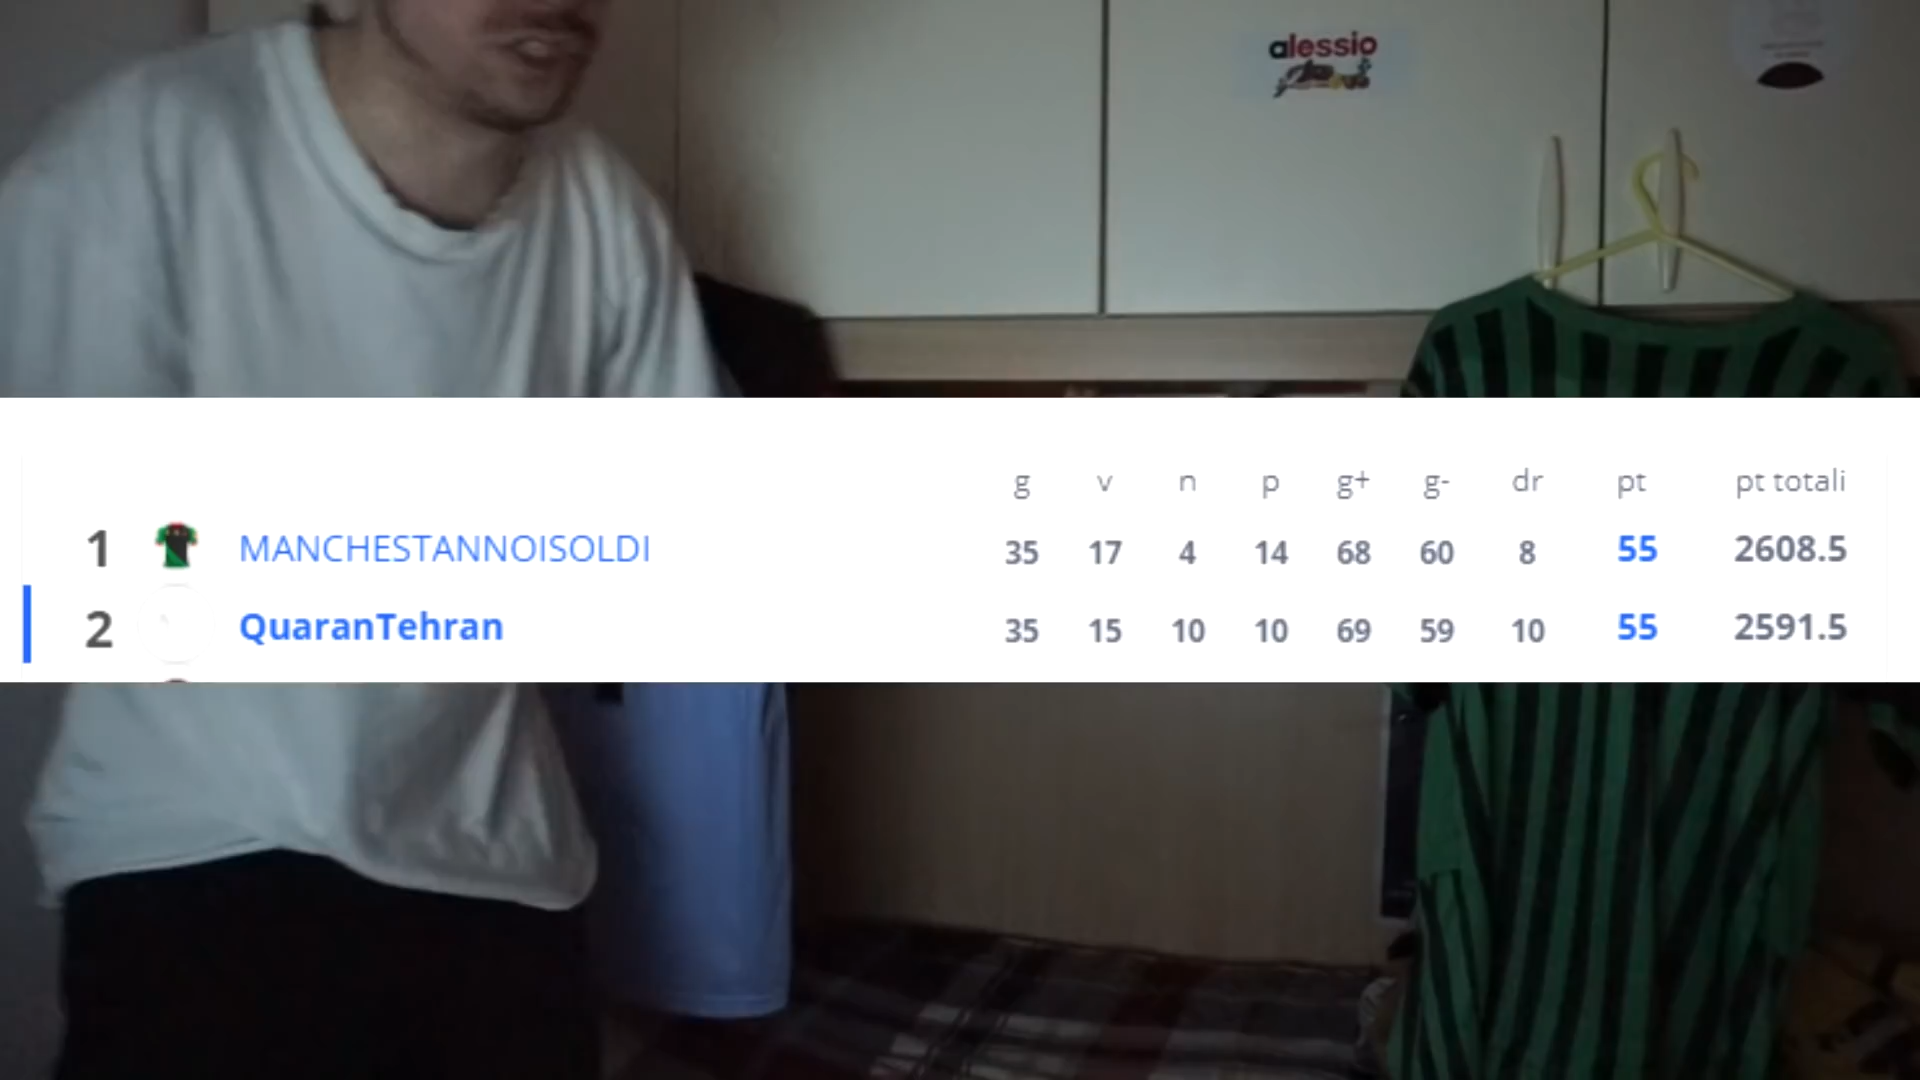 alessio
g v n p g+ g- dr pt pt totali
1 MANCHESTANNOISOLDI 35 17 4 14 68 60 8 55 2608.5
2 QuaranTehran 35 15 10 10 69 59 10 55 2591.5